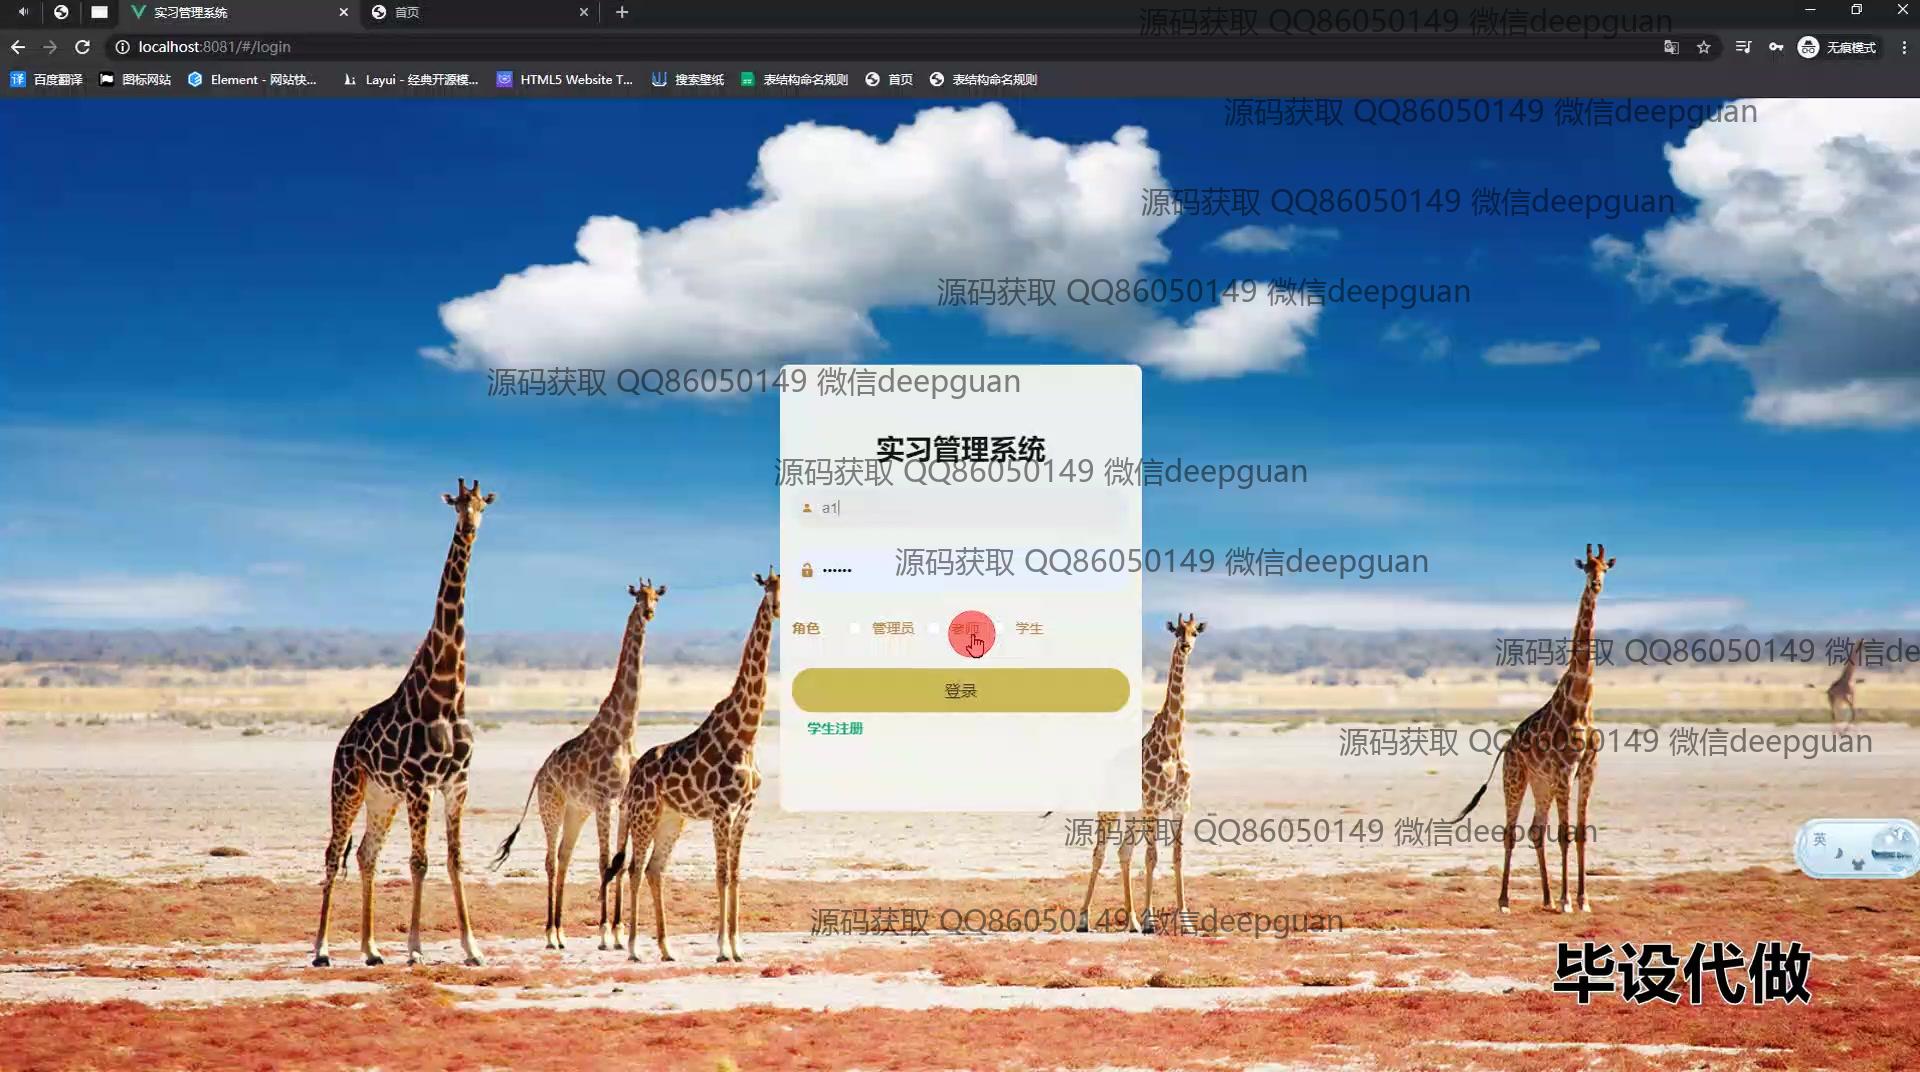 实习管理系统
首页
localhost:8081/#/login
无痕模式
百度翻译
图标网站
Element - 网站快...
Layui - 经典开源模...
HTML5 Website T...
搜索壁纸
表结构命名规则
首页
表结构命名规则
源码获取 QQ86050149 微信deepguan
源码获取 QQ86050149 微信deepguan
源码获取 QQ86050149 微信deepguan
源码获取 QQ86050149 微信deepguan
源码获取 QQ86050149 微信deepguan
实习管理系统
源码获取 QQ86050149 微信deepguan
a1
源码获取 QQ86050149 微信deepguan
角色 管理员 老师 学生
源码获取 QQ86050149 微信de
登录
学生注册
源码获取 QQ86050149 微信deepguan
源码获取 QQ86050149 微信deepguan
英
源码获取 QQ86050149 微信deepguan
毕设代做